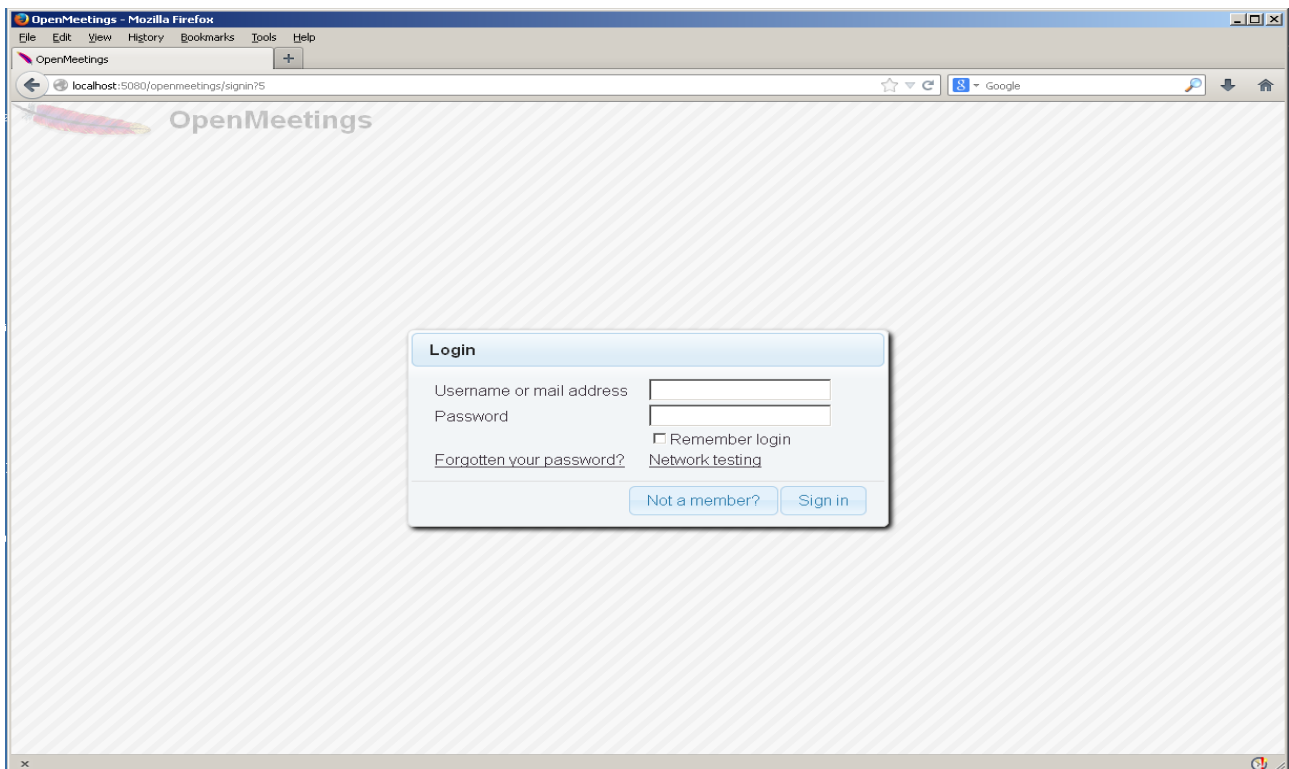 OpenMeetings - Mozilla Firefox
File Edit View History Bookmarks Tools Help
OpenMeetings
localhost:5080/openmeetings/signin?5
Google
OpenMeetings
Login
Username or mail address
Password
Remember login
Forgotten your password? Network testing
Not a member? Sign in